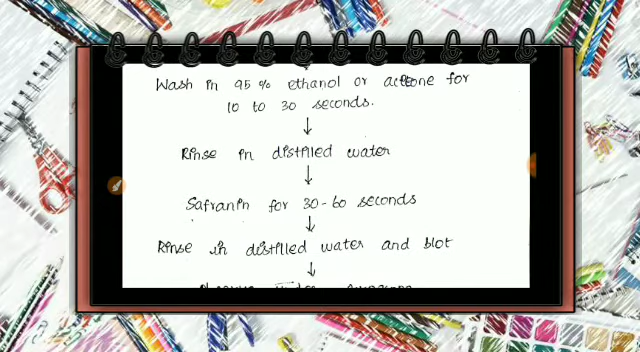 Wash in 95 % ethanol or acetone for
10 to 30 seconds.
↓
Rinse in distilled water
↓
Safranin for 30-60 seconds
↓
Rinse in distilled water and blot
↓